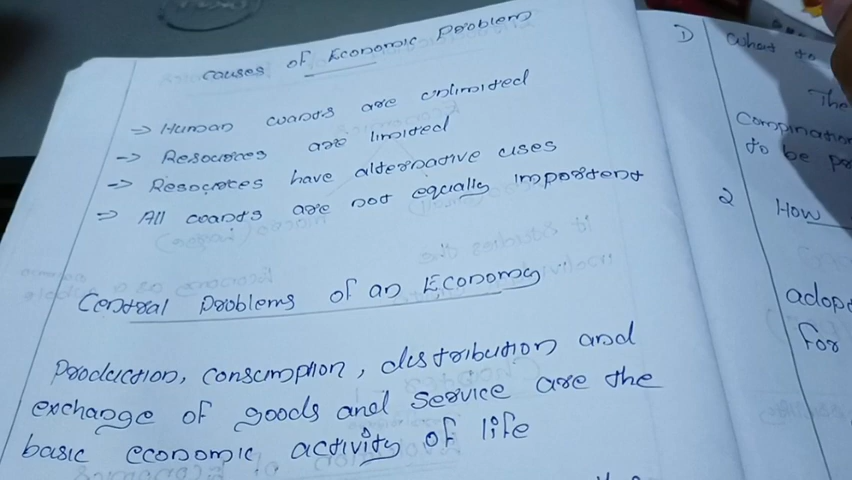 Causes of Economic Problem
⇒ Human wants are unlimited
→ Resources are limited
→ Resources have alternative uses
⇒ All wants are not equally important
Central Problems of an Economy
Production, consumption, distribution and
exchange of goods and service are the
basic economic activity of life
1) What to
The
to be
2 How
adop
For